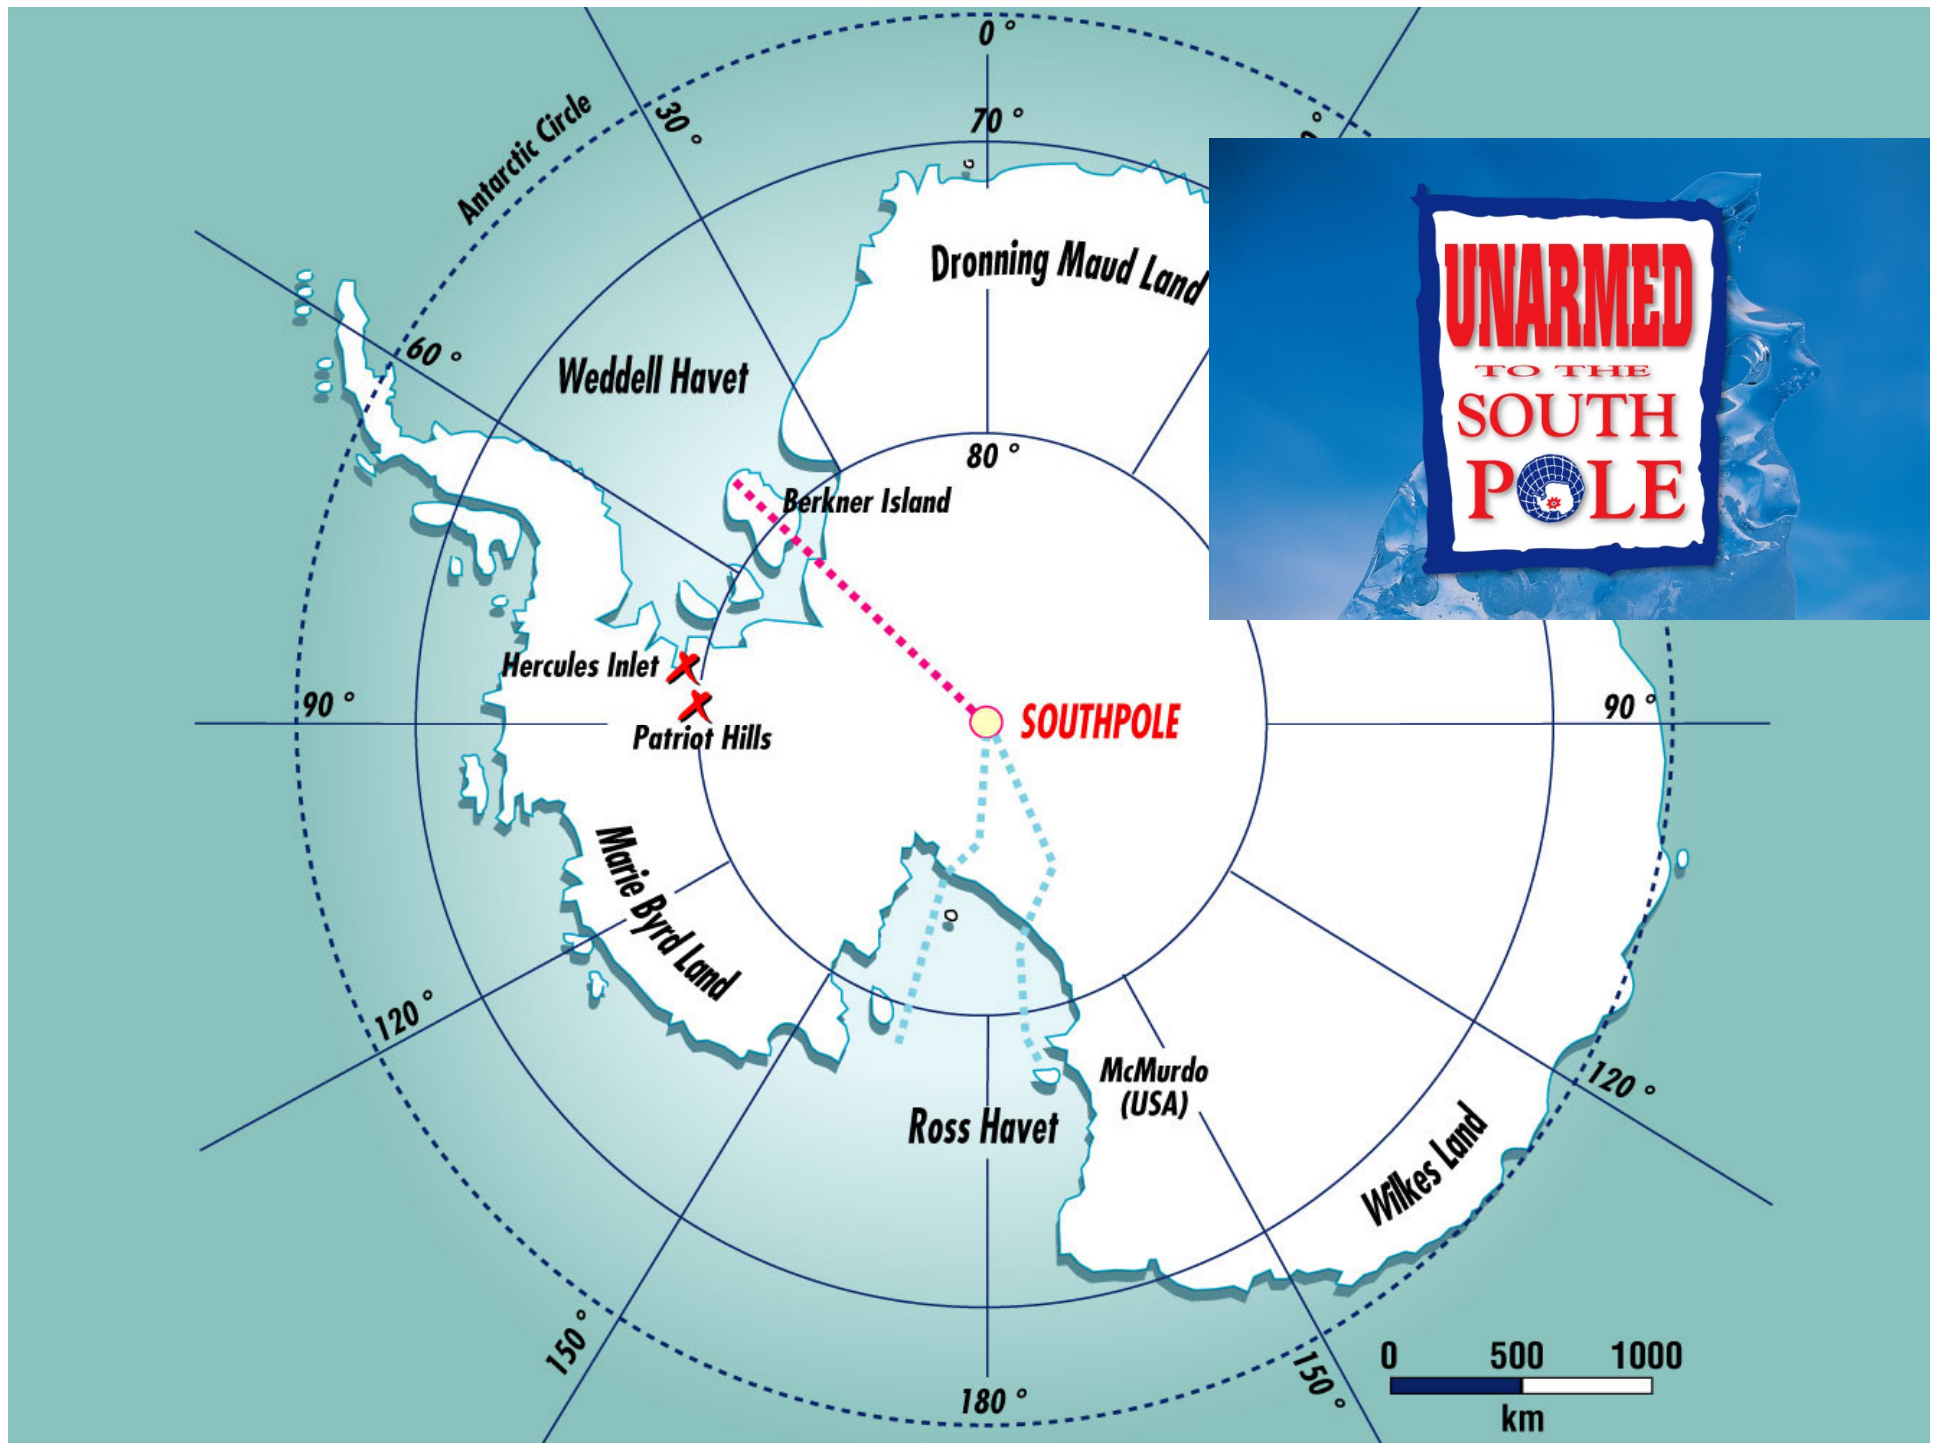 0 °
Antarctic Circle
30 °
70 °
Dronning Maud Land
UNARMED
TO THE
SOUTH
POLE
60 °
Weddell Havet
80 °
Berkner Island
Hercules Inlet
90 °
Patriot Hills
SOUTHPOLE
90 °
Marie Byrd Land
120 °
McMurdo
(USA)
120 °
Ross Havet
Wilkes Land
150 °
180 °
150 °
0 500 1000
km